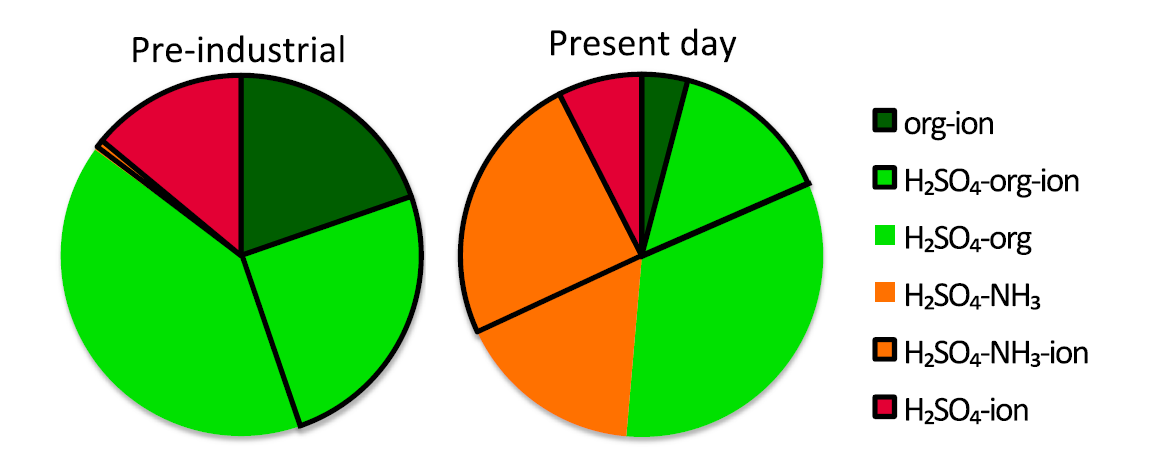 Pre-industrial
Present day
org-ion
H₂SO₄-org-ion
H₂SO₄-org
H₂SO₄-NH₃
H₂SO₄-NH₃-ion
H₂SO₄-ion